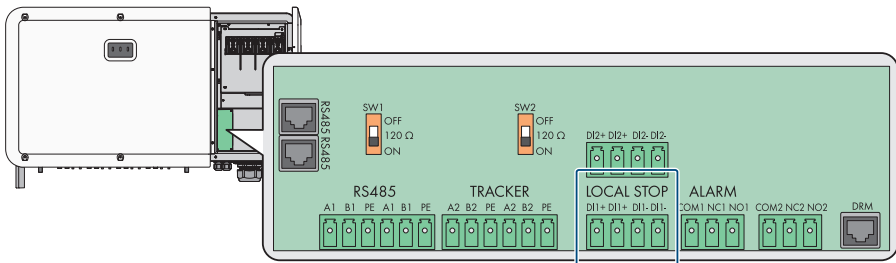 RS485
RS485
SW1
OFF
120 Ω
ON
SW2
OFF
120 Ω
ON
DI2+ DI2+ DI2- DI2-
RS485
TRACKER
LOCAL STOP
ALARM
A1 B1 PE A1 B1 PE
A2 B2 PE A2 B2 PE
DI1+ DI1+ DI1- DI1-
COM1 NC1 NO1
COM2 NC2 NO2
DRM